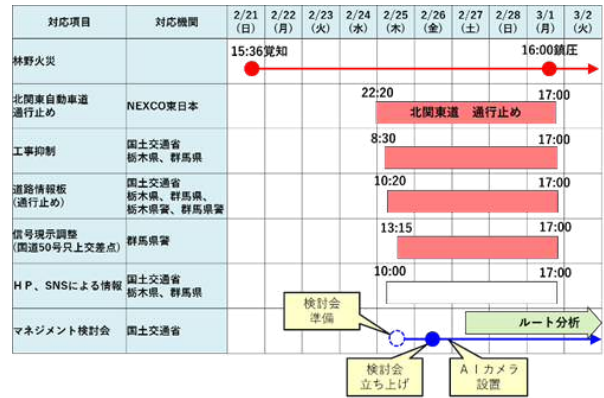 対応項目 対応機関 2/21 2/22 2/23 2/24 2/25 2/26 2/27 2/28 3/1 3/2
(日) (月) (火) (水) (木) (金) (土) (日) (月) (火)
林野火災 15:36覚知 16:00鎮圧
北関東自動車道
通行止め
NEXCO東日本
22:20 17:00
北関東道 通行止め
工事抑制
国土交通省
栃木県、群馬県
8:30 17:00
道路情報板
(通行止め)
国土交通省
栃木県、群馬県、
栃木県警、群馬県警
10:20 17:00
信号現示調整
(国道50号只上交差点)
群馬県警
13:15 17:00
HP、SNSによる情報
国土交通省
栃木県、群馬県
10:00 17:00
マネジメント検討会 国土交通省
検討会
準備
ルート分析
検討会
立ち上げ
AIカメラ
設置